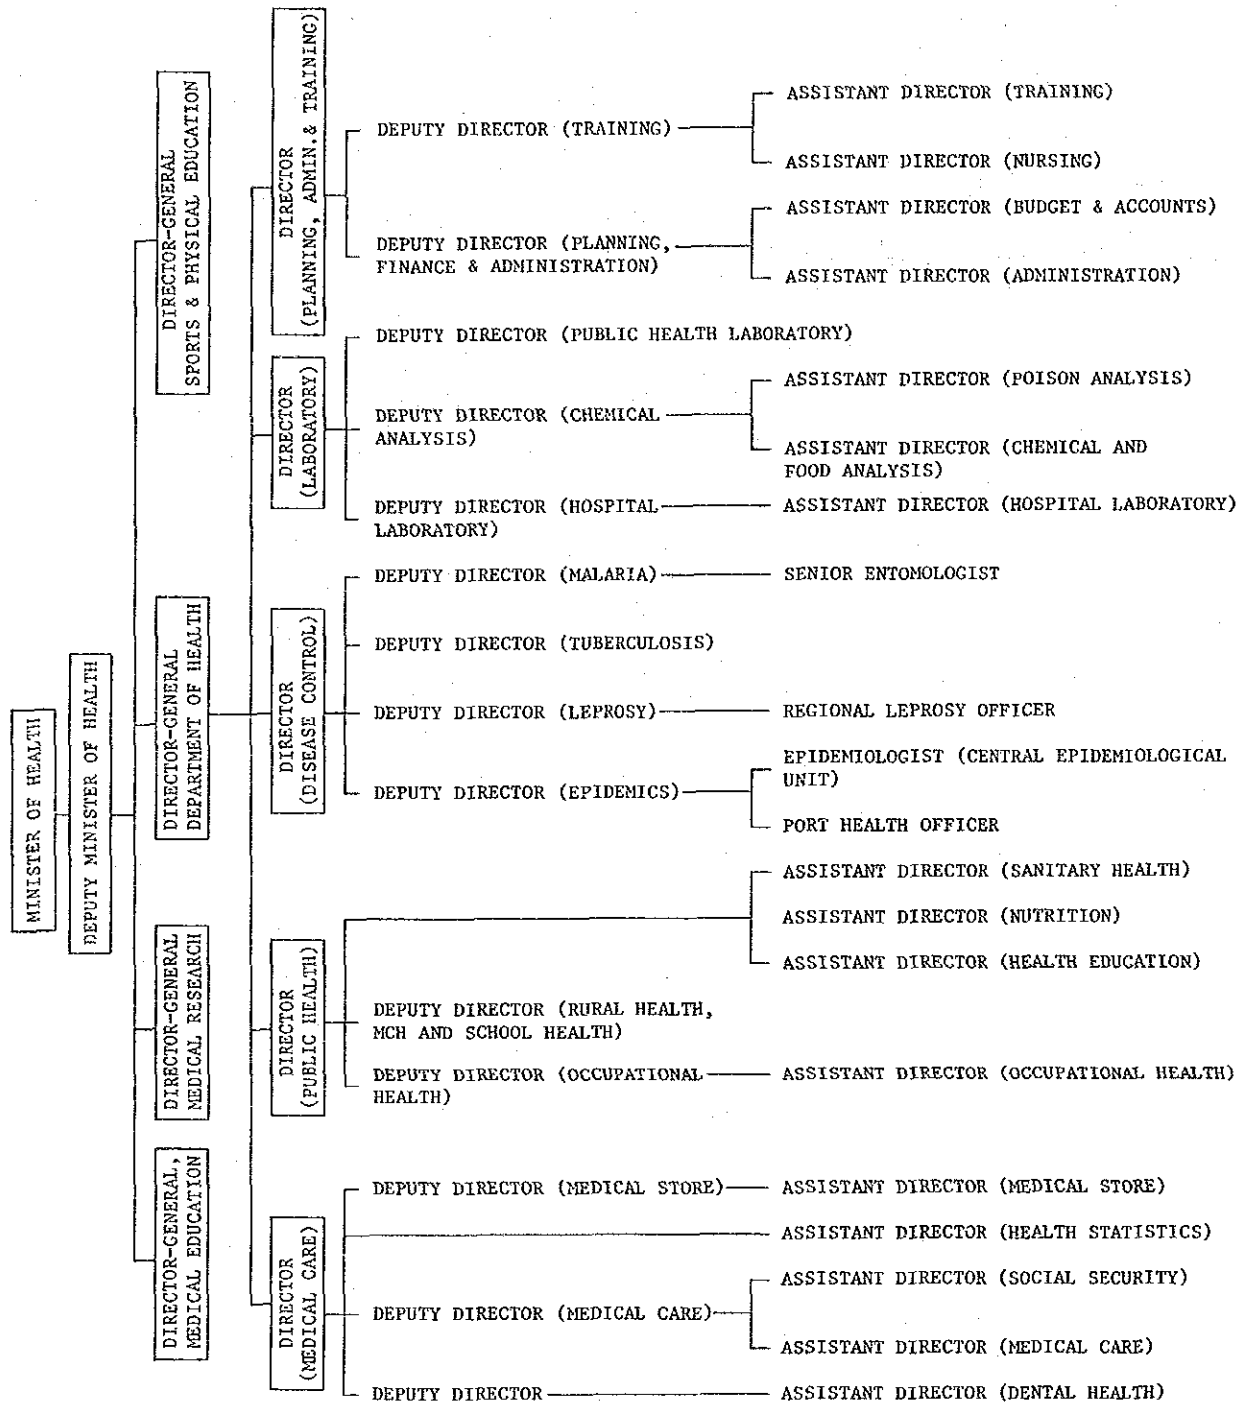 MINISTER OF HEALTH
DEPUTY MINISTER OF HEALTH
DIRECTOR-GENERAL
SPORTS & PHYSICAL EDUCATION
DIRECTOR-GENERAL
DEPARTMENT OF HEALTH
DIRECTOR-GENERAL
MEDICAL RESEARCH
DIRECTOR-GENERAL,
MEDICAL EDUCATION
DIRECTOR
(PLANNING, ADMIN.& TRAINING)
DEPUTY DIRECTOR (TRAINING)
ASSISTANT DIRECTOR (TRAINING)
ASSISTANT DIRECTOR (NURSING)
DEPUTY DIRECTOR (PLANNING,
FINANCE & ADMINISTRATION)
ASSISTANT DIRECTOR (BUDGET & ACCOUNTS)
ASSISTANT DIRECTOR (ADMINISTRATION)
DIRECTOR
(LABORATORY)
DEPUTY DIRECTOR (PUBLIC HEALTH LABORATORY)
DEPUTY DIRECTOR (CHEMICAL
ANALYSIS)
ASSISTANT DIRECTOR (POISON ANALYSIS)
ASSISTANT DIRECTOR (CHEMICAL AND
FOOD ANALYSIS)
DEPUTY DIRECTOR (HOSPITAL
LABORATORY)
ASSISTANT DIRECTOR (HOSPITAL LABORATORY)
DIRECTOR
(DISEASE CONTROL)
DEPUTY DIRECTOR (MALARIA)
SENIOR ENTOMOLOGIST
DEPUTY DIRECTOR (TUBERCULOSIS)
DEPUTY DIRECTOR (LEPROSY)
REGIONAL LEPROSY OFFICER
DEPUTY DIRECTOR (EPIDEMICS)
EPIDEMIOLOGIST (CENTRAL EPIDEMIOLOGICAL
UNIT)
PORT HEALTH OFFICER
DIRECTOR
(PUBLIC HEALTH)
ASSISTANT DIRECTOR (SANITARY HEALTH)
ASSISTANT DIRECTOR (NUTRITION)
ASSISTANT DIRECTOR (HEALTH EDUCATION)
DEPUTY DIRECTOR (RURAL HEALTH,
MCH AND SCHOOL HEALTH)
DEPUTY DIRECTOR (OCCUPATIONAL
HEALTH)
ASSISTANT DIRECTOR (OCCUPATIONAL HEALTH)
DIRECTOR
(MEDICAL CARE)
DEPUTY DIRECTOR (MEDICAL STORE)
ASSISTANT DIRECTOR (MEDICAL STORE)
ASSISTANT DIRECTOR (HEALTH STATISTICS)
DEPUTY DIRECTOR (MEDICAL CARE)
ASSISTANT DIRECTOR (SOCIAL SECURITY)
ASSISTANT DIRECTOR (MEDICAL CARE)
DEPUTY DIRECTOR
ASSISTANT DIRECTOR (DENTAL HEALTH)